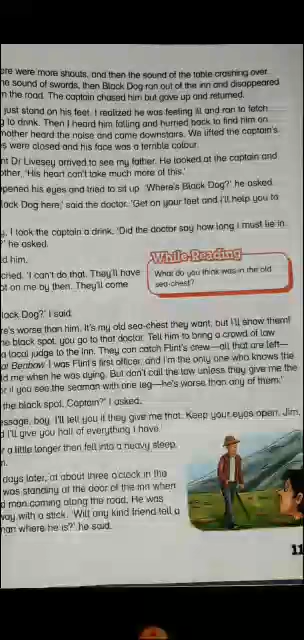 ere were more shouts, and then the sound of the table crashing over.
he sound of swords, then Black Dog ran out of the inn and disappeared
n the road. The captain chased him but gave up and returned.
just stand on his feet. I realized he was feeling ill and ran to fetch
g to drink. Then I heard him falling and hurried back to find him on
mother heard the noise and came downstairs. We lifted the captain's
s were closed and his face was a terrible colour.
nt Dr Livesey arrived to see my father. He looked at the captain and
other, 'His heart can't take much more of this.'
pened his eyes and tried to sit up. 'Where's Black Dog?' he asked.
lack Dog here,' said the doctor. 'Get on your feet and I'll help you to
y, I took the captain a drink. 'Did the doctor say how long I must lie in
?' he asked.
ld him.
ched. 'I can't do that. They'll have
ot on me by then. They'll come
While-Reading
What do you think was in the old
sea-chest?
lack Dog?' I said.
re's worse than him. It's my old sea-chest they want, but I'll show them!
he black spot, you go to that doctor. Tell him to bring a crowd of law
a local judge to the inn. They can catch Flint's crew—all that are left—
al Benbow. I was Flint's first officer, and I'm the only one who knows the
ld me when he was dying. But don't call the law unless they give me the
or if you see the seaman with one leg—he's worse than any of them.'
the black spot, Captain?' I asked.
essage, boy. I'll tell you if they give me that. Keep your eyes open, Jim,
d I'll give you half of everything I have.'
r a little longer then fell into a heavy sleep.
n.
days later, at about three o'clock in the
was standing at the door of the inn when
d man coming along the road. He was
way with a stick. 'Will any kind friend tell a
man where he is?' he said.
11